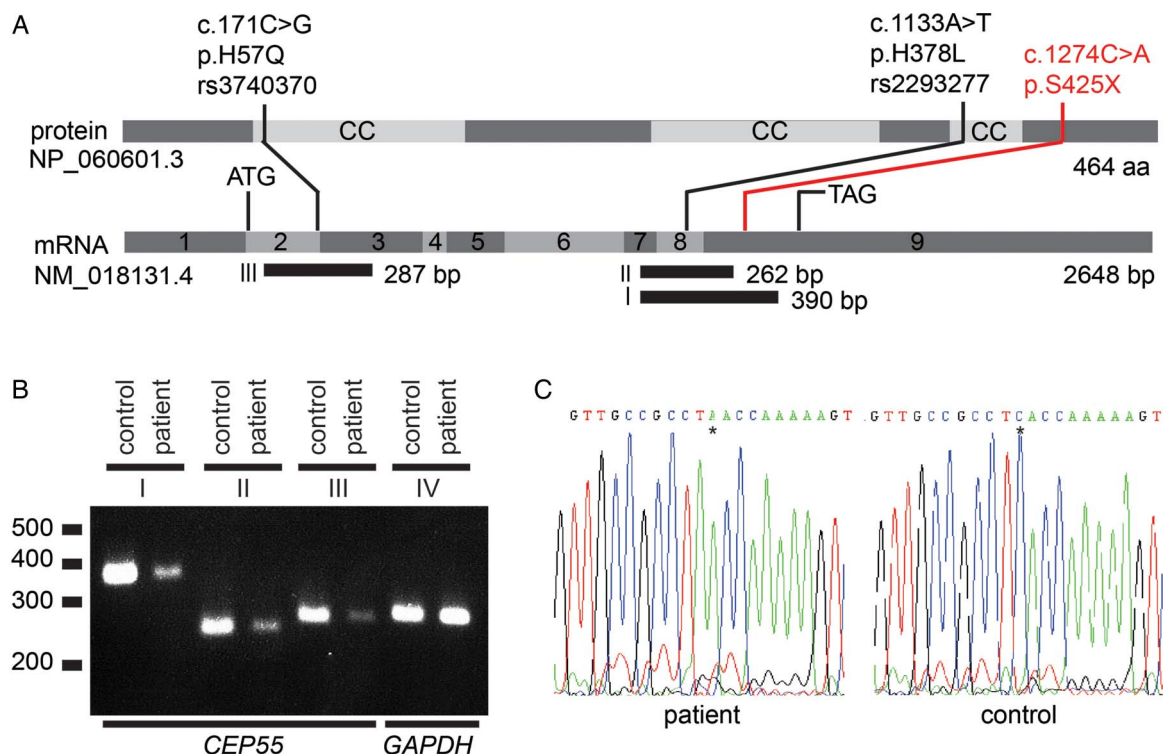 A
c.171C>G
p.H57Q
rs3740370
c.1133A>T
p.H378L
rs2293277
c.1274C>A
p.S425X
protein
CC
CC
CC
NP_060601.3
464 aa
ATG
TAG
mRNA
1
2
3
4
5
6
7
8
9
NM_018131.4
III
287 bp
II
262 bp
2648 bp
I
390 bp
B
control
patient
control
patient
control
patient
control
patient
I
II
III
IV
500
400
300
200
CEP55
GAPDH
C
GTTGCCGCCTAACCAAAAAGT
.GTTGCCGCCTCACCAAAAAGT
*
*
patient
control